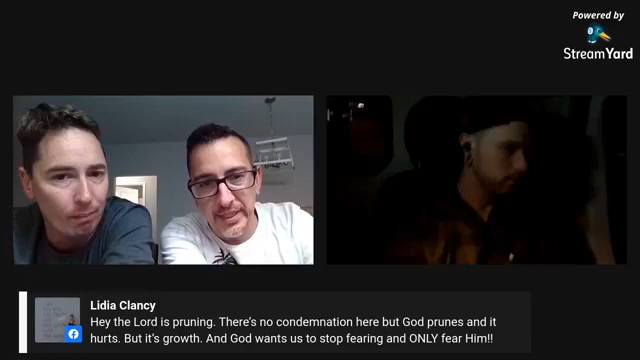 Powered by
StreamYard
Lidia Clancy
Hey the Lord is pruning. There's no condemnation here but God prunes and it
hurts. But it's growth. And God wants us to stop fearing and ONLY fear Him!!